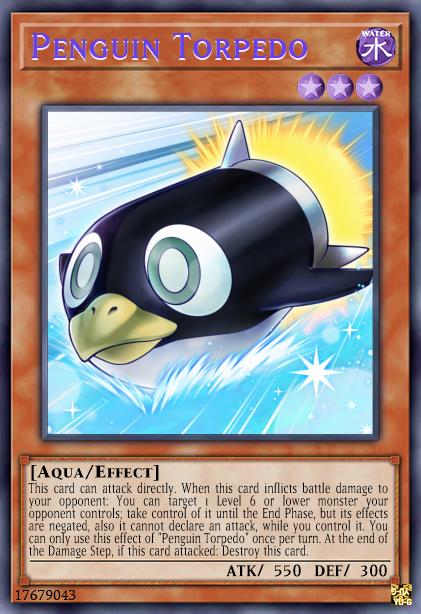 Penguin Torpedo
WATER
水
[Aqua/Effect]
This card can attack directly. When this card inflicts battle damage to
your opponent: You can target 1 Level 6 or lower monster your
opponent controls; take control of it until the End Phase, but its effects
are negated, also it cannot declare an attack, while you control it. You
can only use this effect of "Penguin Torpedo" once per turn. At the end of
the Damage Step, if this card attacked: Destroy this card.
ATK/ 550 DEF/ 300
17679043